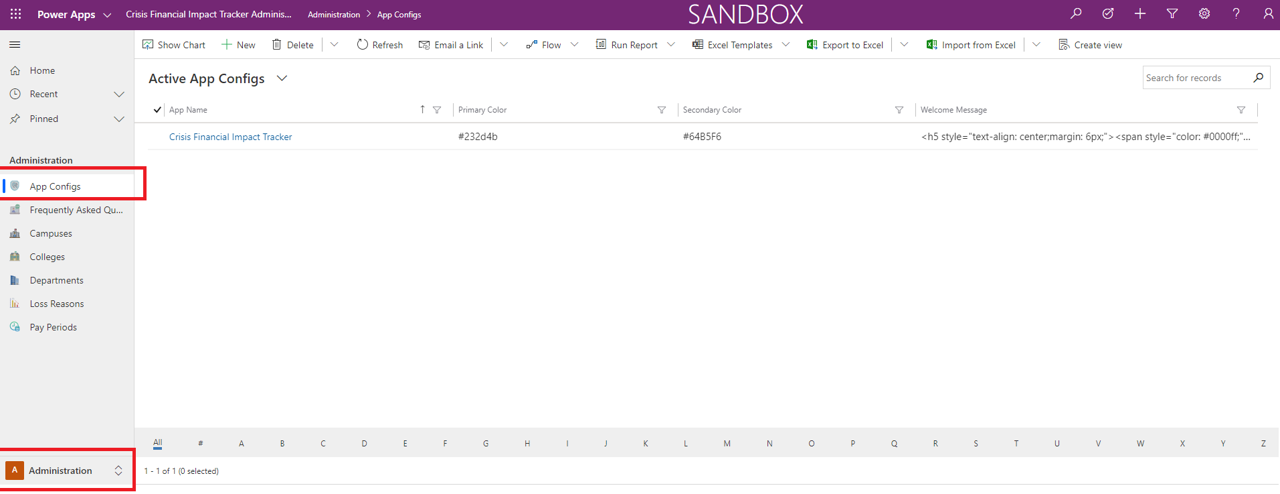 Power Apps Crisis Financial Impact Tracker Adminis... Administration > App Configs SANDBOX
Show Chart New Delete Refresh Email a Link Flow Run Report Excel Templates Export to Excel Import from Excel Create view
Home
Recent
Pinned
Administration
App Configs
Frequently Asked Qu...
Campuses
Colleges
Departments
Loss Reasons
Pay Periods
A Administration
Active App Configs
Search for records
App Name Primary Color Secondary Color Welcome Message
Crisis Financial Impact Tracker #232d4b #64B5F6 <h5 style="text-align: center;margin: 6px;"><span style="color: #0000ff;"...
All # A B C D E F G H I J K L M N O P Q R S T U V W X Y Z
1 - 1 of 1 (0 selected)